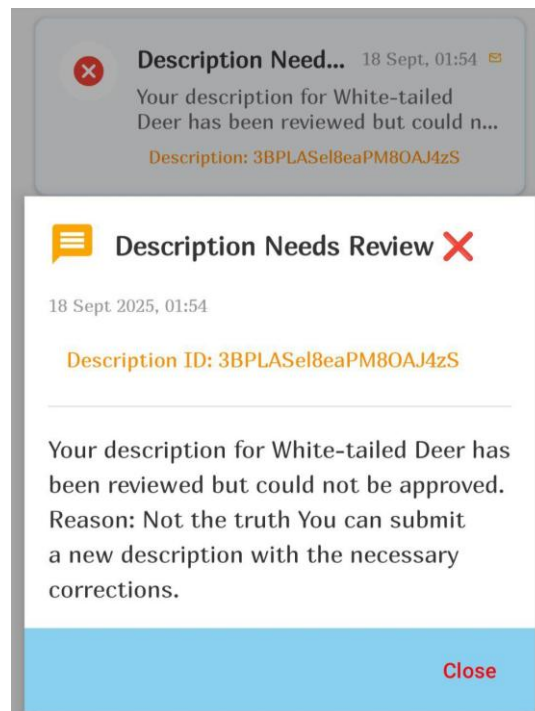 Description Need... 18 Sept, 01:54
Your description for White-tailed
Deer has been reviewed but could n...
Description: 3BPLASel8eaPM8OAJ4zS
Description Needs Review ❌
18 Sept 2025, 01:54
Description ID: 3BPLASel8eaPM8OAJ4zS
Your description for White-tailed Deer has
been reviewed but could not be approved.
Reason: Not the truth You can submit
a new description with the necessary
corrections.
Close